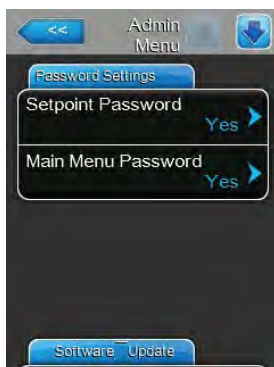 <<
Admin
Menu
Password Settings
Setpoint Password
Yes
Main Menu Password
Yes
Software Update